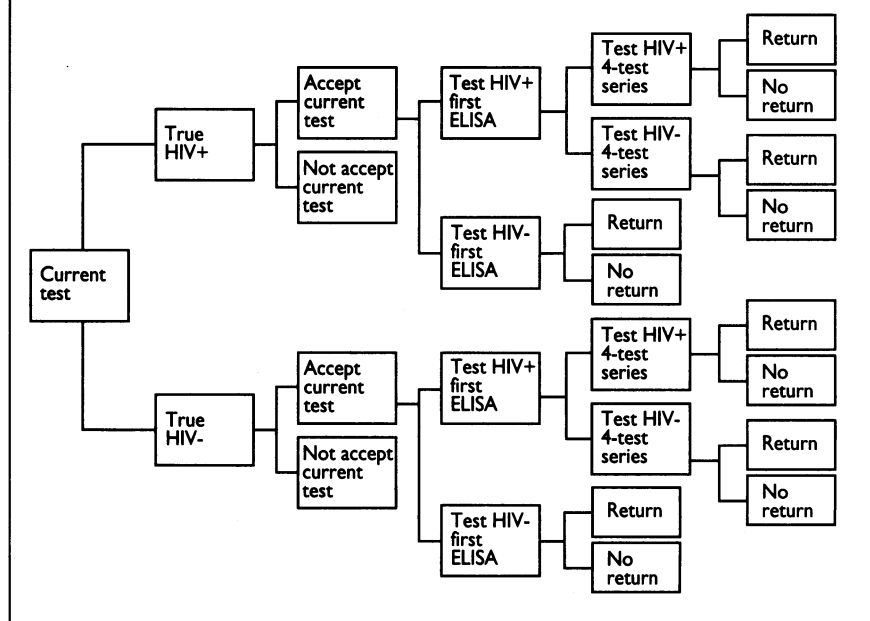 Current
test
True
HIV+
Accept
current
test
Not accept
current
test
Test HIV+
first
ELISA
Test HIV+
4-test
series
Return
No
return
Test HIV-
4-test
series
Return
No
return
Test HIV-
first
ELISA
Return
No
return
True
HIV-
Accept
current
test
Not accept
current
test
Test HIV+
first
ELISA
Test HIV+
4-test
series
Return
No
return
Test HIV-
4-test
series
Return
No
return
Test HIV-
first
ELISA
Return
No
return